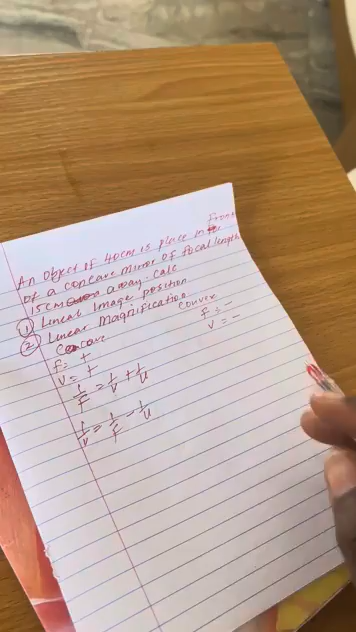 An Object of 40cm is place in front
of a concave mirror of focal length
15cm away. Calc
① Lineal Image position
② Linear Magnification
Concave
f = +
v = +
Convex
f = -
v = -
1/f = 1/v + 1/u
1/v = 1/f - 1/u